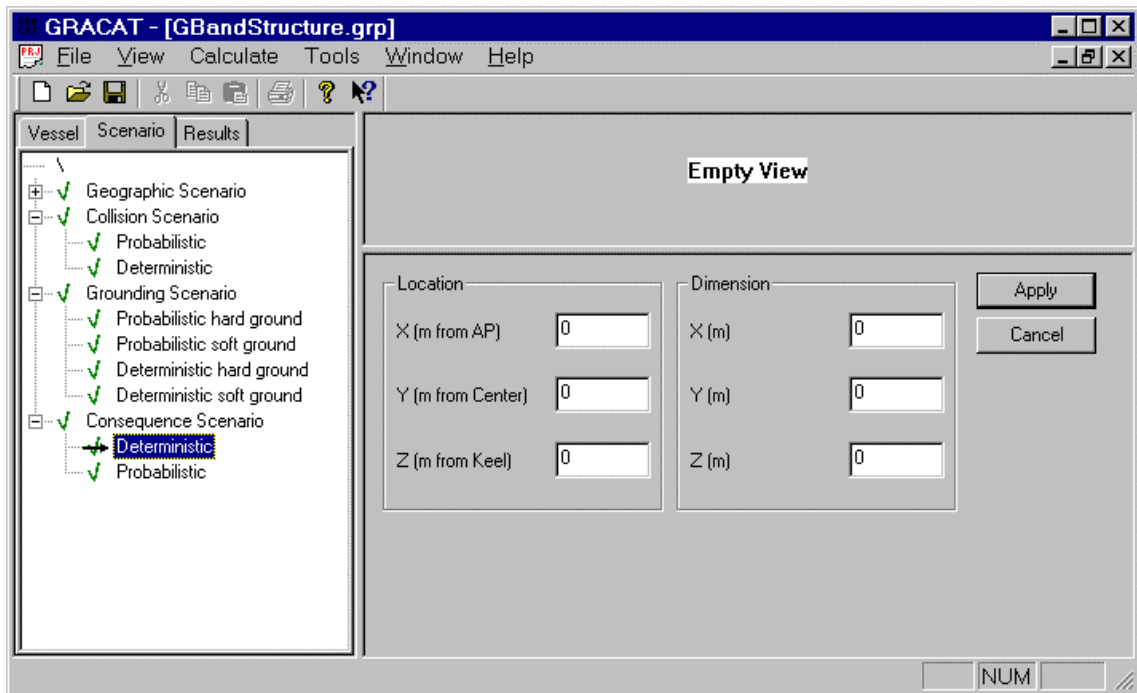 GRACAT - [GBandStructure.grp]
File View Calculate Tools Window Help
Vessel Scenario Results
\
Geographic Scenario
Collision Scenario
Probabilistic
Deterministic
Grounding Scenario
Probabilistic hard ground
Probabilistic soft ground
Deterministic hard ground
Deterministic soft ground
Consequence Scenario
Deterministic
Probabilistic
Empty View
Location
X (m from AP) 0
Y (m from Center) 0
Z (m from Keel) 0
Dimension
X (m) 0
Y (m) 0
Z (m) 0
Apply
Cancel
NUM